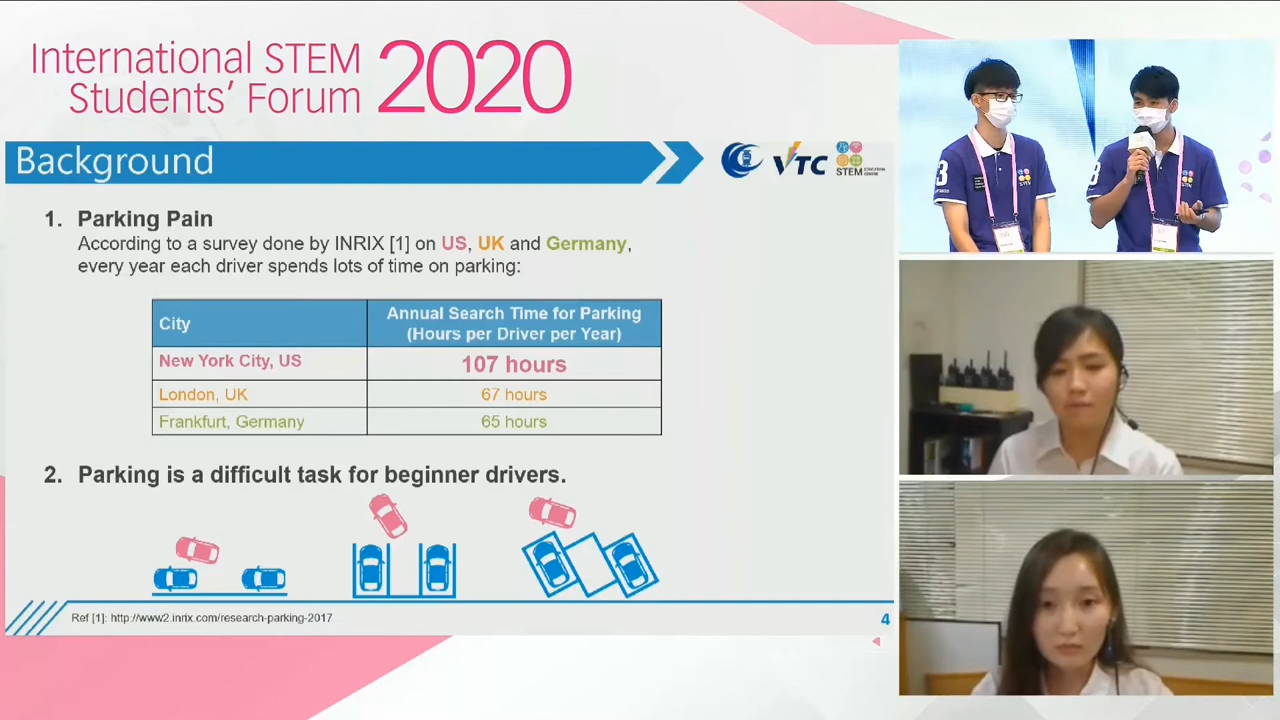 International STEM
Students' Forum
2020
Background
VTC
STEM
1. Parking Pain
According to a survey done by INRIX [1] on US, UK and Germany,
every year each driver spends lots of time on parking:
City
Annual Search Time for Parking
(Hours per Driver per Year)
New York City, US
107 hours
London, UK
67 hours
Frankfurt, Germany
65 hours
2. Parking is a difficult task for beginner drivers.
Ref [1]: http://www2.inrix.com/research-parking-2017
4
3
STEM
3
STEM